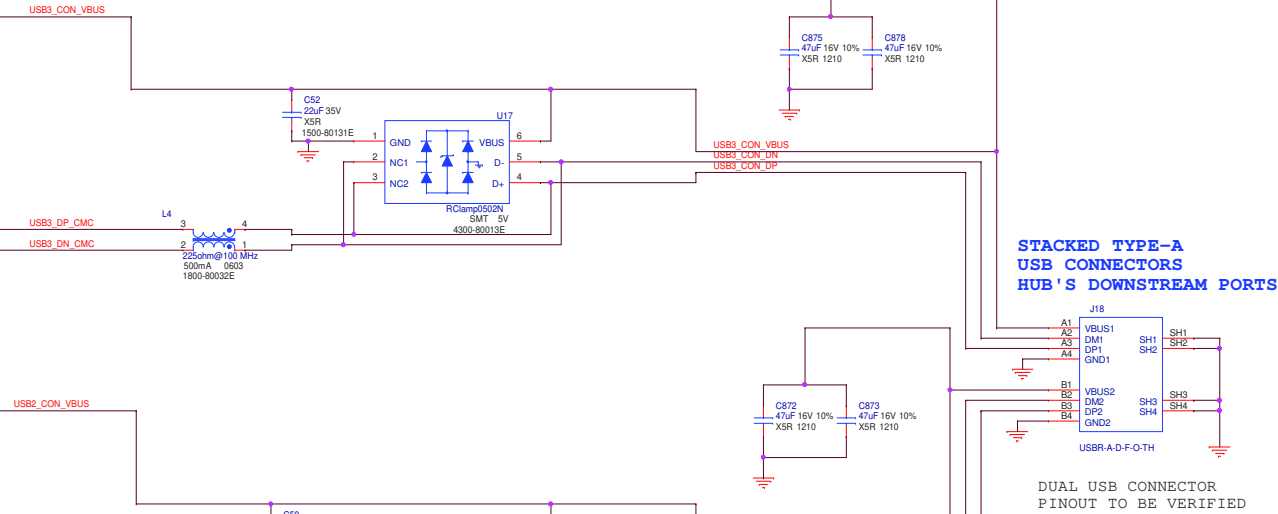 USB3_CON_VBUS
C875
47uF 16V 10%
X5R 1210
C878
47uF 16V 10%
X5R 1210
C52
22uF 35V
X5R
1500-80131E
U17
1 GND VBUS 6
2 NC1 D- 5
3 NC2 D+ 4
RClamp0502N
SMT 5V
4300-80013E
USB3_CON_VBUS
USB3_CON_DN
USB3_CON_DP
L4
USB3_DP_CMC 3 4
USB3_DN_CMC 2 1
225ohm@100 MHz
500mA 0603
1800-80032E
STACKED TYPE-A
USB CONNECTORS
HUB'S DOWNSTREAM PORTS
J18
A1 VBUS1
A2 DM1 SH1 SH1
A3 DP1 SH2 SH2
A4 GND1
B1 VBUS2
B2 DM2 SH3 SH3
B3 DP2 SH4 SH4
B4 GND2
USBR-A-D-F-O-TH
C872
47uF 16V 10%
X5R 1210
C873
47uF 16V 10%
X5R 1210
USB2_CON_VBUS
DUAL USB CONNECTOR
PINOUT TO BE VERIFIED